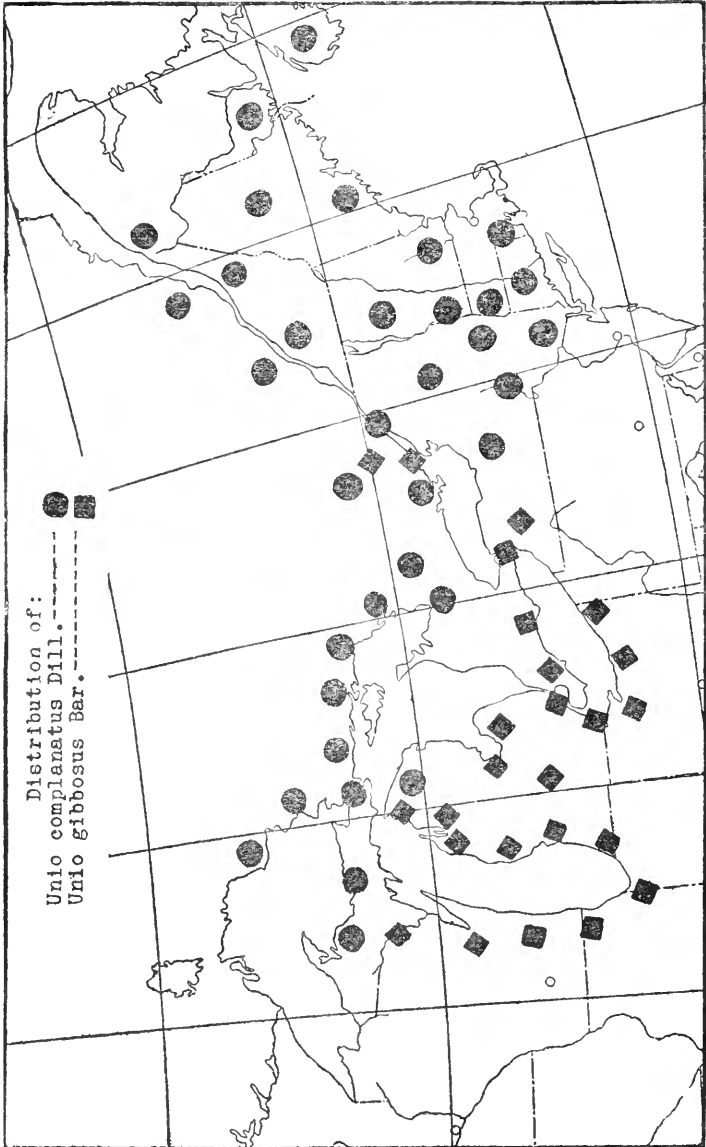 Distribution of:
Unio complanatus Dill.------
Unio gibbosus Bar.-----------